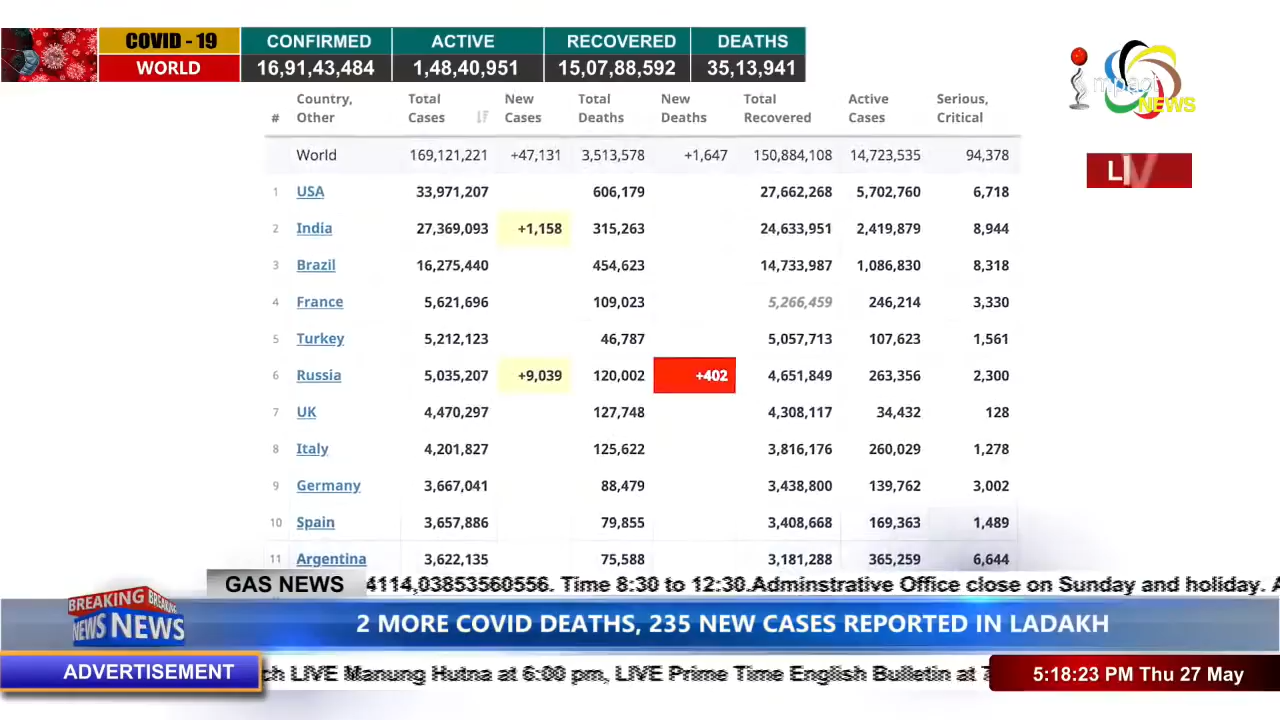 COVID - 19 CONFIRMED ACTIVE RECOVERED DEATHS
WORLD 16,91,43,484 1,48,40,951 15,07,88,592 35,13,941
impact
NEWS
LIV
# Country, Other Total Cases New Cases Total Deaths New Deaths Total Recovered Active Cases Serious, Critical
World 169,121,221 +47,131 3,513,578 +1,647 150,884,108 14,723,535 94,378
1 USA 33,971,207 606,179 27,662,268 5,702,760 6,718
2 India 27,369,093 +1,158 315,263 24,633,951 2,419,879 8,944
3 Brazil 16,275,440 454,623 14,733,987 1,086,830 8,318
4 France 5,621,696 109,023 5,266,459 246,214 3,330
5 Turkey 5,212,123 46,787 5,057,713 107,623 1,561
6 Russia 5,035,207 +9,039 120,002 +402 4,651,849 263,356 2,300
7 UK 4,470,297 127,748 4,308,117 34,432 128
8 Italy 4,201,827 125,622 3,816,176 260,029 1,278
9 Germany 3,667,041 88,479 3,438,800 139,762 3,002
10 Spain 3,657,886 79,855 3,408,668 169,363 1,489
11 Argentina 3,622,135 75,588 3,181,288 365,259 6,644
GAS NEWS 4114,03853560556. Time 8:30 to 12:30.Adminstrative Office close on Sunday and holiday. A
BREAKING BREAKING
NEWS NEWS
2 MORE COVID DEATHS, 235 NEW CASES REPORTED IN LADAKH
ADVERTISEMENT ch LIVE Manung Hutna at 6:00 pm, LIVE Prime Time English Bulletin at 7
5:18:23 PM Thu 27 May